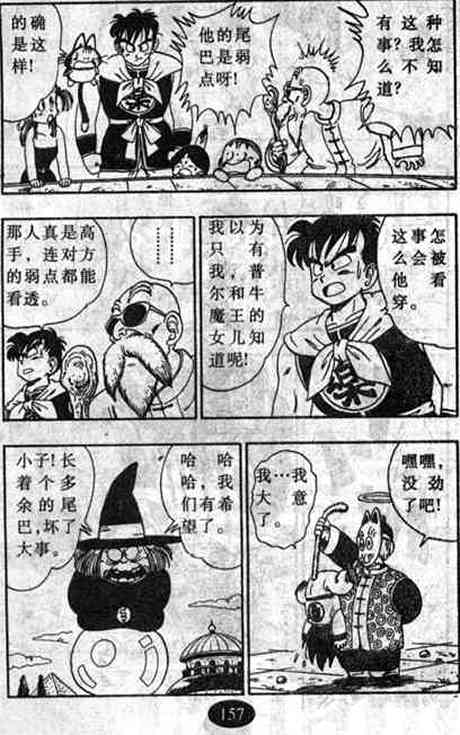 有这种
事?我怎
么不知
道?
他的尾
巴是弱
点呀!
的确
是这
样!
这事怎
么会被
他看
穿。
我以为
只有
我,普
尔,和牛
魔王的
女儿知
道呢!
………
那人真是高
手,连对方
的弱点都能
看透。
嘿嘿,
没劲
了吧!
我…我
大意
了。
哈哈
哈,我
们有希
望了。
小子!长
着个多
余的尾
巴,坏了
大事。
157